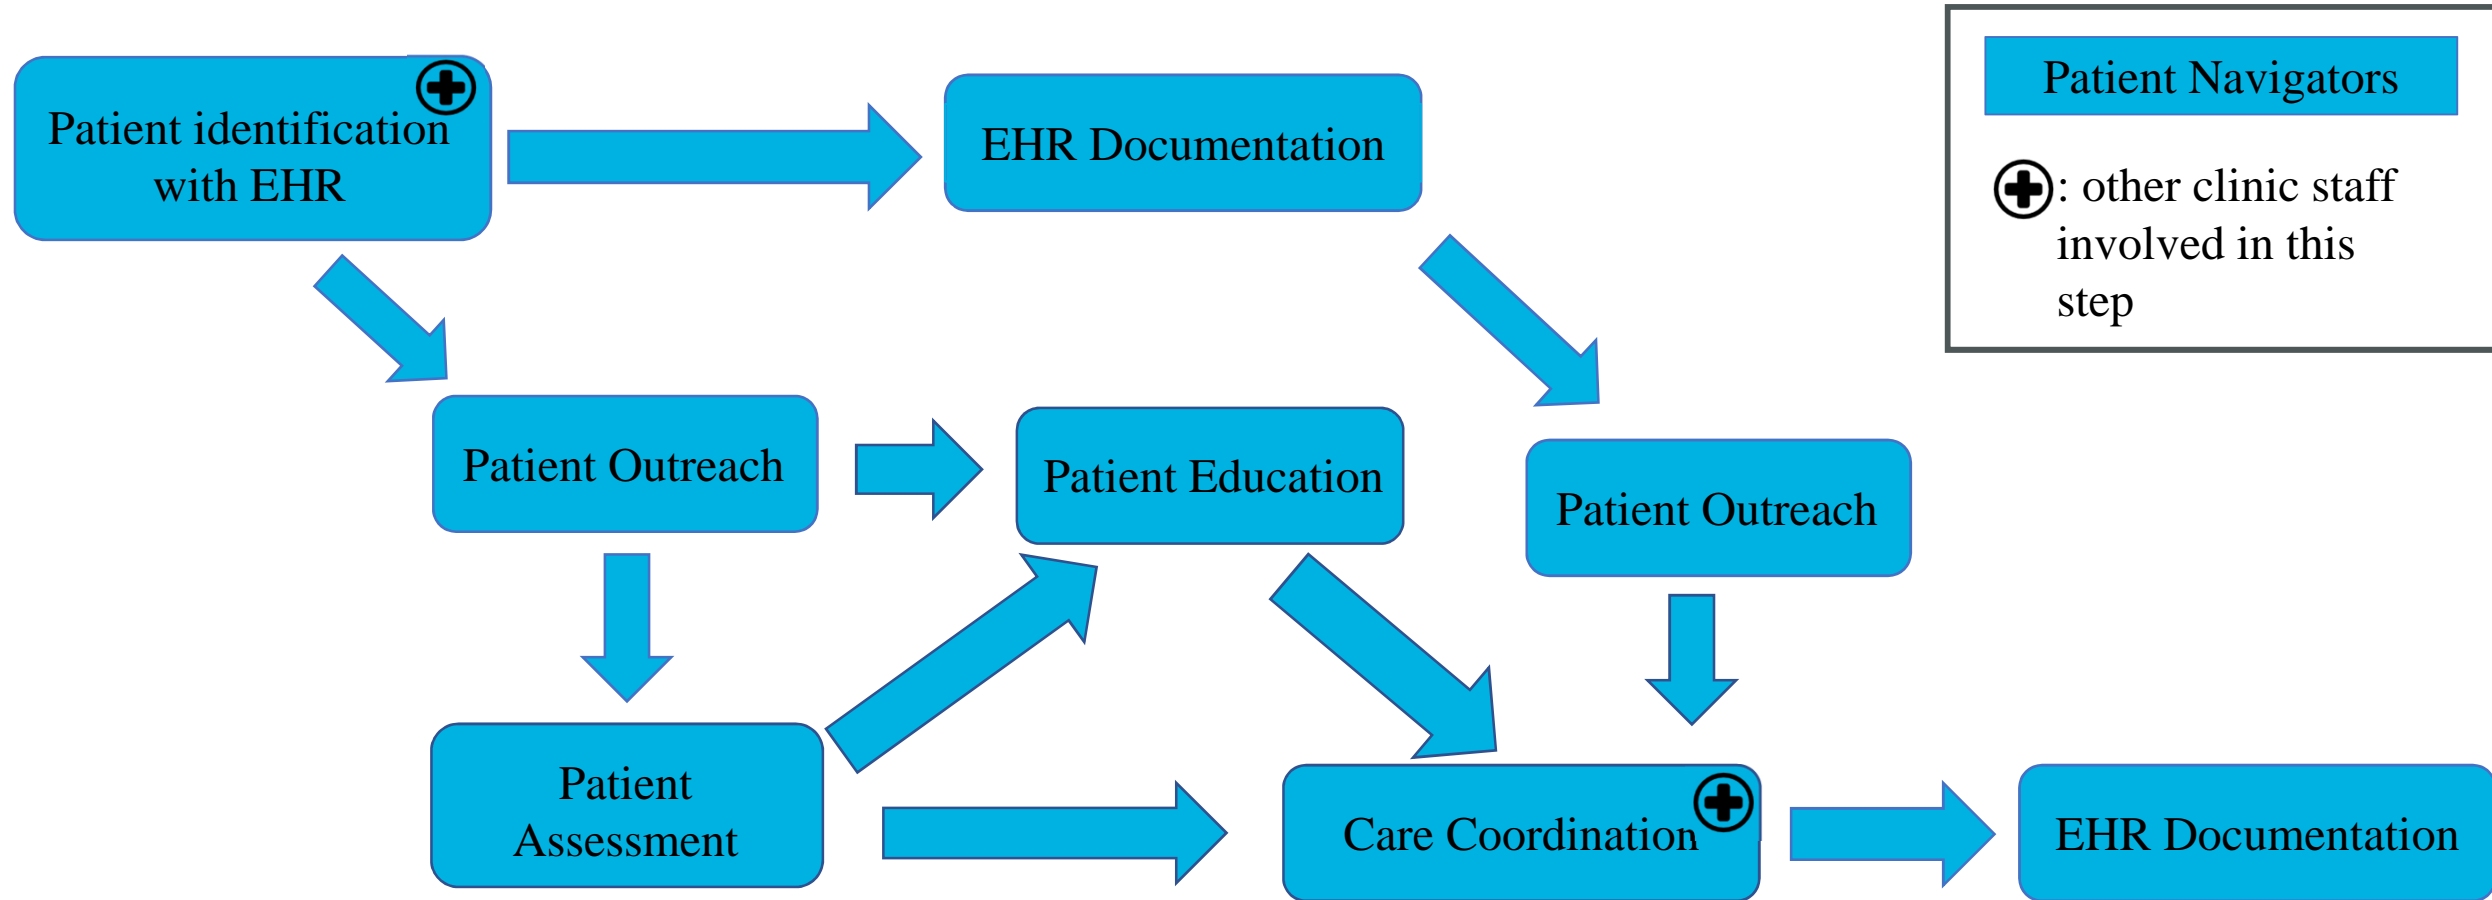 Patient identification
with EHR
EHR Documentation
Patient Navigators
: other clinic staff
involved in this
step
Patient Outreach
Patient Education
Patient Outreach
Patient
Assessment
Care Coordination
EHR Documentation